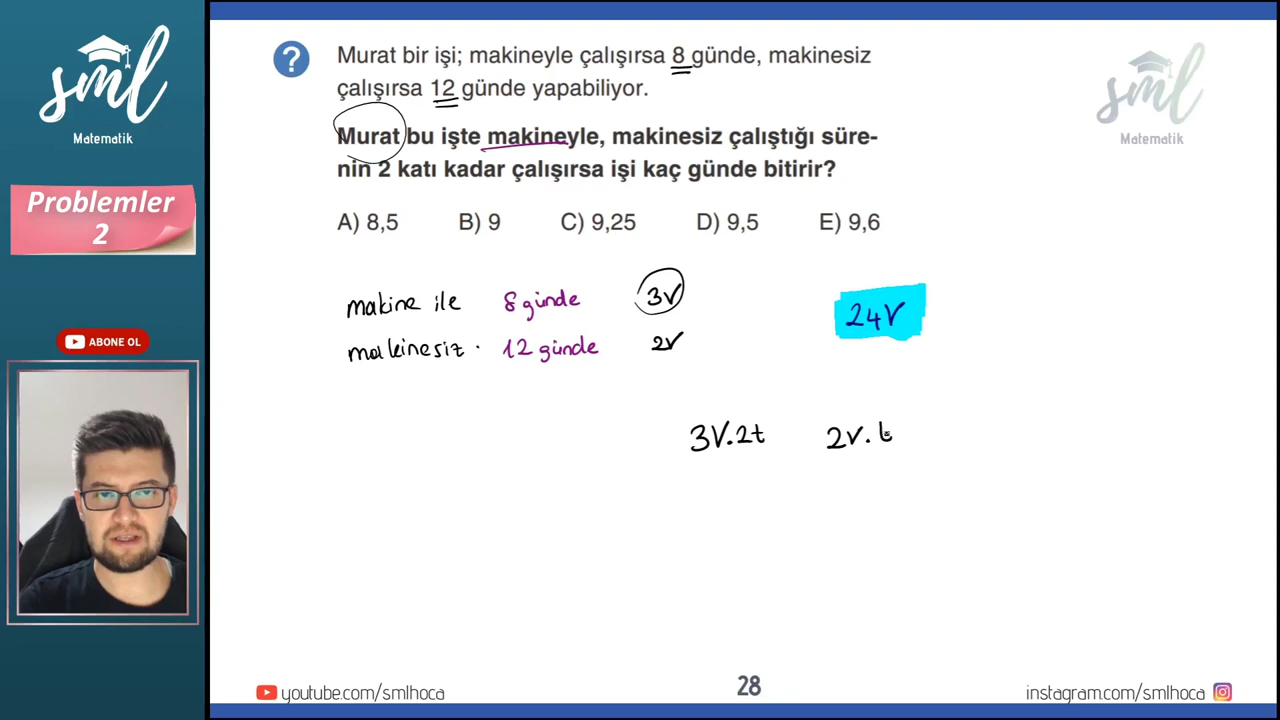 sml
Matematik
Problemler
2
ABONE OL
?
Murat bir işi; makineyle çalışırsa 8 günde, makinesiz
çalışırsa 12 günde yapabiliyor.
Murat bu işte makineyle, makinesiz çalıştığı süre-
nin 2 katı kadar çalışırsa işi kaç günde bitirir?
A) 8,5 B) 9 C) 9,25 D) 9,5 E) 9,6
makine ile 8 günde 3V
24V
makinesiz 12 günde 2V
3V.2t 2V.t
sml
Matematik
youtube.com/smlhoca
28
instagram.com/smlhoca